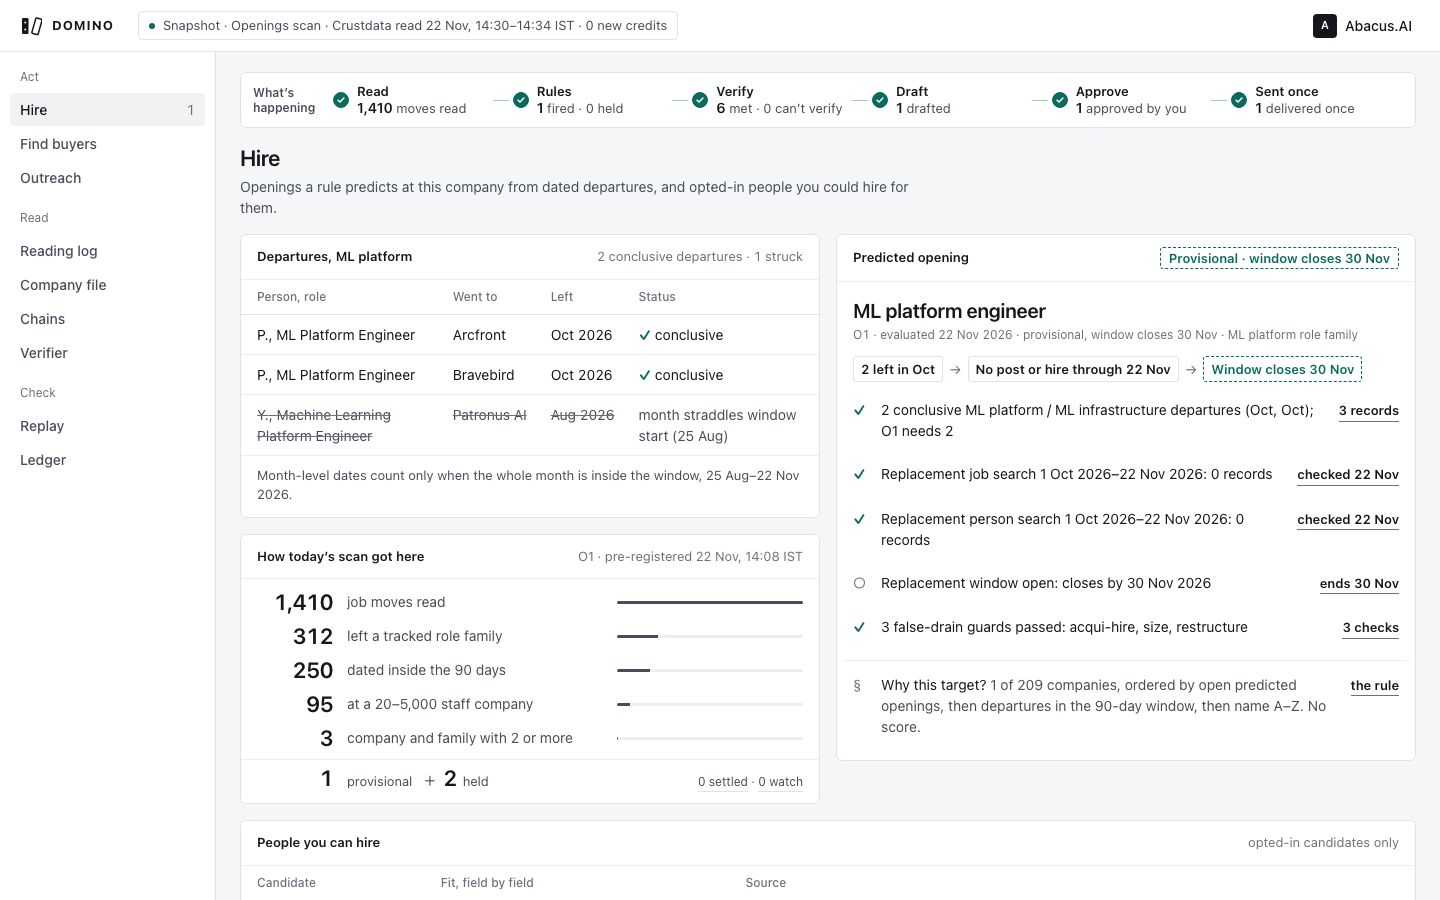 DOMINO
Snapshot · Openings scan · Crustdata read 22 Nov, 14:30–14:34 IST · 0 new credits
A
Abacus.AI
Act
Hire 1
Find buyers
Outreach
Read
Reading log
Company file
Chains
Verifier
Check
Replay
Ledger
What's
happening
Read
1,410 moves read
Rules
1 fired · 0 held
Verify
6 met · 0 can't verify
Draft
1 drafted
Approve
1 approved by you
Sent once
1 delivered once
Hire
Openings a rule predicts at this company from dated departures, and opted-in people you could hire for
them.
Departures, ML platform
2 conclusive departures · 1 struck
Person, role Went to Left Status
P., ML Platform Engineer Arcfront Oct 2026 ✓ conclusive
P., ML Platform Engineer Bravebird Oct 2026 ✓ conclusive
Y., Machine Learning Patronus AI Aug 2026 month straddles window
Platform Engineer start (25 Aug)
Month-level dates count only when the whole month is inside the window, 25 Aug–22 Nov
2026.
How today's scan got here
O1 · pre-registered 22 Nov, 14:08 IST
1,410 job moves read
312 left a tracked role family
250 dated inside the 90 days
95 at a 20–5,000 staff company
3 company and family with 2 or more
1 provisional + 2 held
0 settled · 0 watch
Predicted opening
Provisional · window closes 30 Nov
ML platform engineer
O1 · evaluated 22 Nov 2026 · provisional, window closes 30 Nov · ML platform role family
2 left in Oct → No post or hire through 22 Nov → Window closes 30 Nov
✓ 2 conclusive ML platform / ML infrastructure departures (Oct, Oct); 3 records
O1 needs 2
✓ Replacement job search 1 Oct 2026–22 Nov 2026: 0 records checked 22 Nov
✓ Replacement person search 1 Oct 2026–22 Nov 2026: 0 checked 22 Nov
records
Replacement window open: closes by 30 Nov 2026 ends 30 Nov
✓ 3 false-drain guards passed: acqui-hire, size, restructure 3 checks
§ Why this target? 1 of 209 companies, ordered by open predicted the rule
openings, then departures in the 90-day window, then name A–Z. No
score.
People you can hire
opted-in candidates only
Candidate Fit, field by field Source